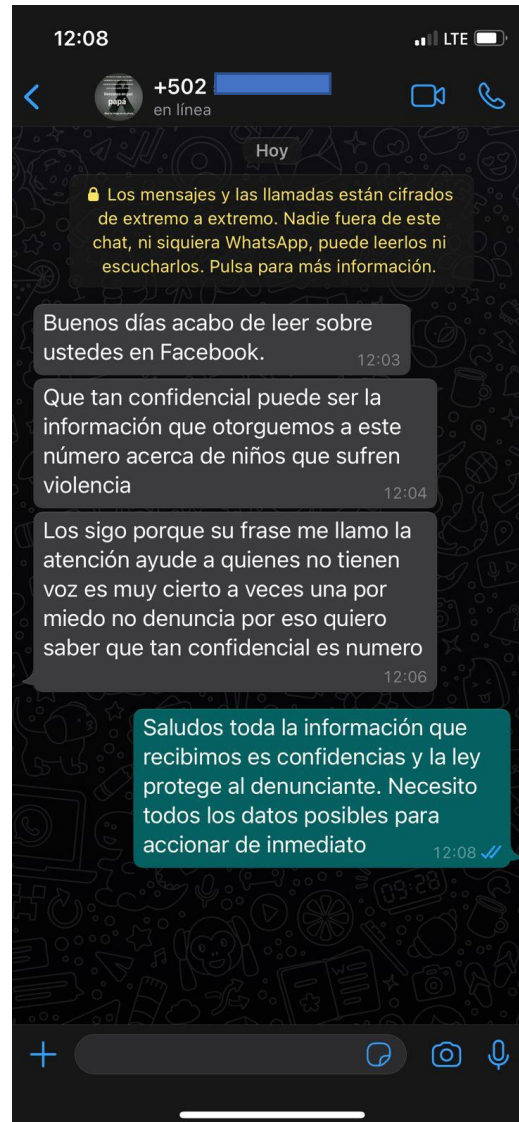 12:08
LTE
+502
en línea
Hoy
Los mensajes y las llamadas están cifrados
de extremo a extremo. Nadie fuera de este
chat, ni siquiera WhatsApp, puede leerlos ni
escucharlos. Pulsa para más información.
Buenos días acabo de leer sobre
ustedes en Facebook.
12:03
Que tan confidencial puede ser la
información que otorguemos a este
número acerca de niños que sufren
violencia
12:04
Los sigo porque su frase me llamo la
atención ayude a quienes no tienen
voz es muy cierto a veces una por
miedo no denuncia por eso quiero
saber que tan confidencial es numero
12:06
Saludos toda la información que
recibimos es confidencias y la ley
protege al denunciante. Necesito
todos los datos posibles para
accionar de inmediato
12:08